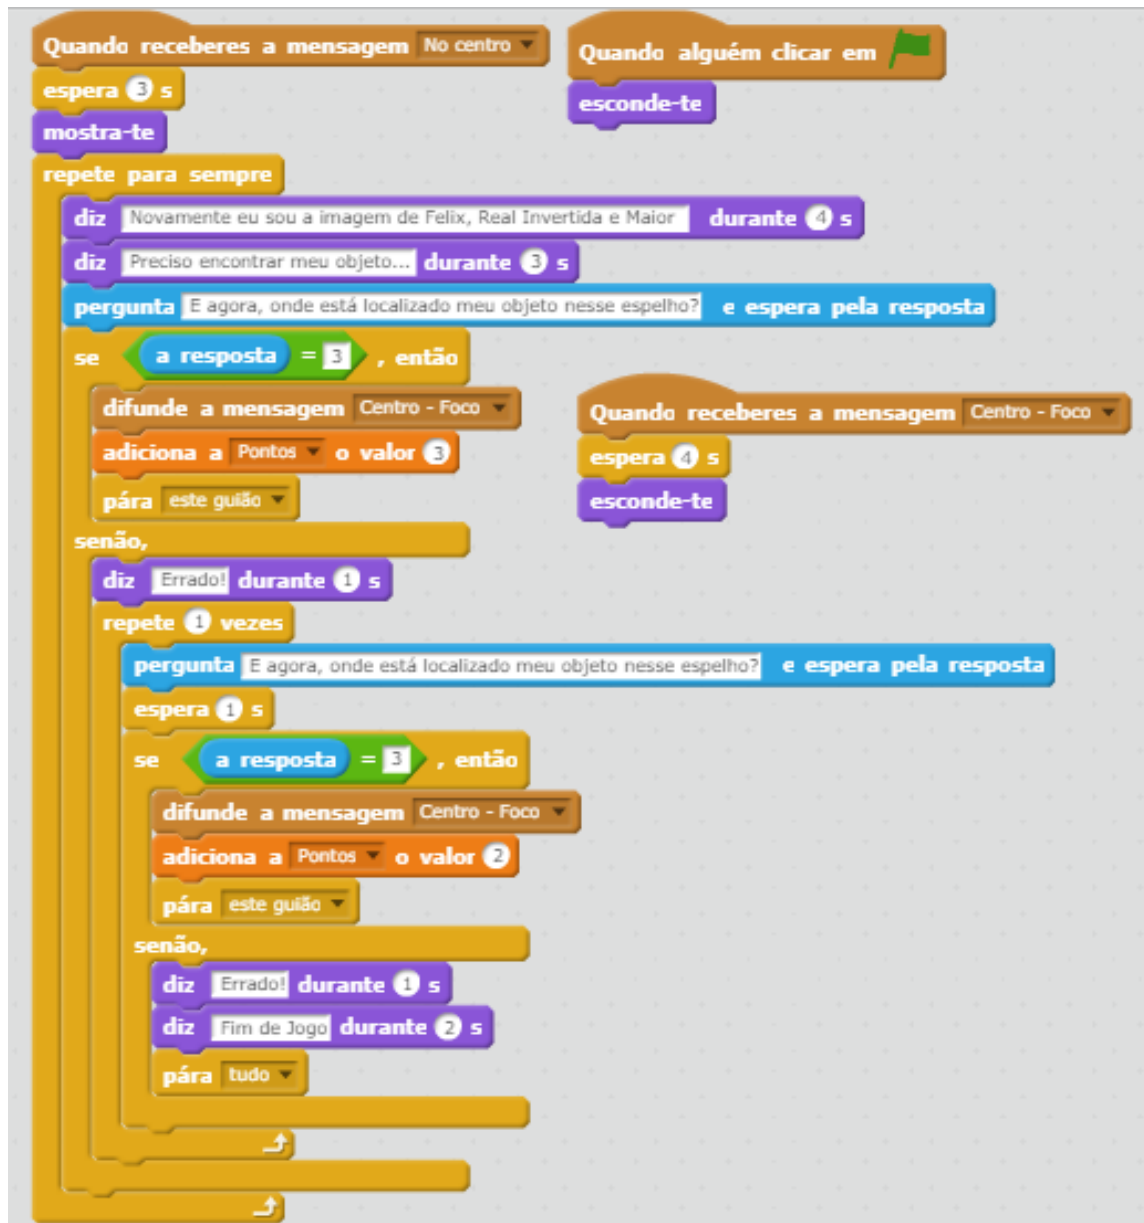 Quando receberes a mensagem No centro
espera 3 s
mostra-te
repete para sempre
diz Novamente eu sou a imagem de Felix, Real Invertida e Maior durante 4 s
diz Preciso encontrar meu objeto... durante 3 s
pergunta E agora, onde está localizado meu objeto nesse espelho? e espera pela resposta
se a resposta = 3 , então
difunde a mensagem Centro - Foco
adiciona a Pontos o valor 3
pára este guião
senão,
diz Errado! durante 1 s
repete 1 vezes
pergunta E agora, onde está localizado meu objeto nesse espelho? e espera pela resposta
espera 1 s
se a resposta = 3 , então
difunde a mensagem Centro - Foco
adiciona a Pontos o valor 2
pára este guião
senão,
diz Errado! durante 1 s
diz Fim de Jogo durante 2 s
pára tudo
Quando alguém clicar em
esconde-te
Quando receberes a mensagem Centro - Foco
espera 4 s
esconde-te